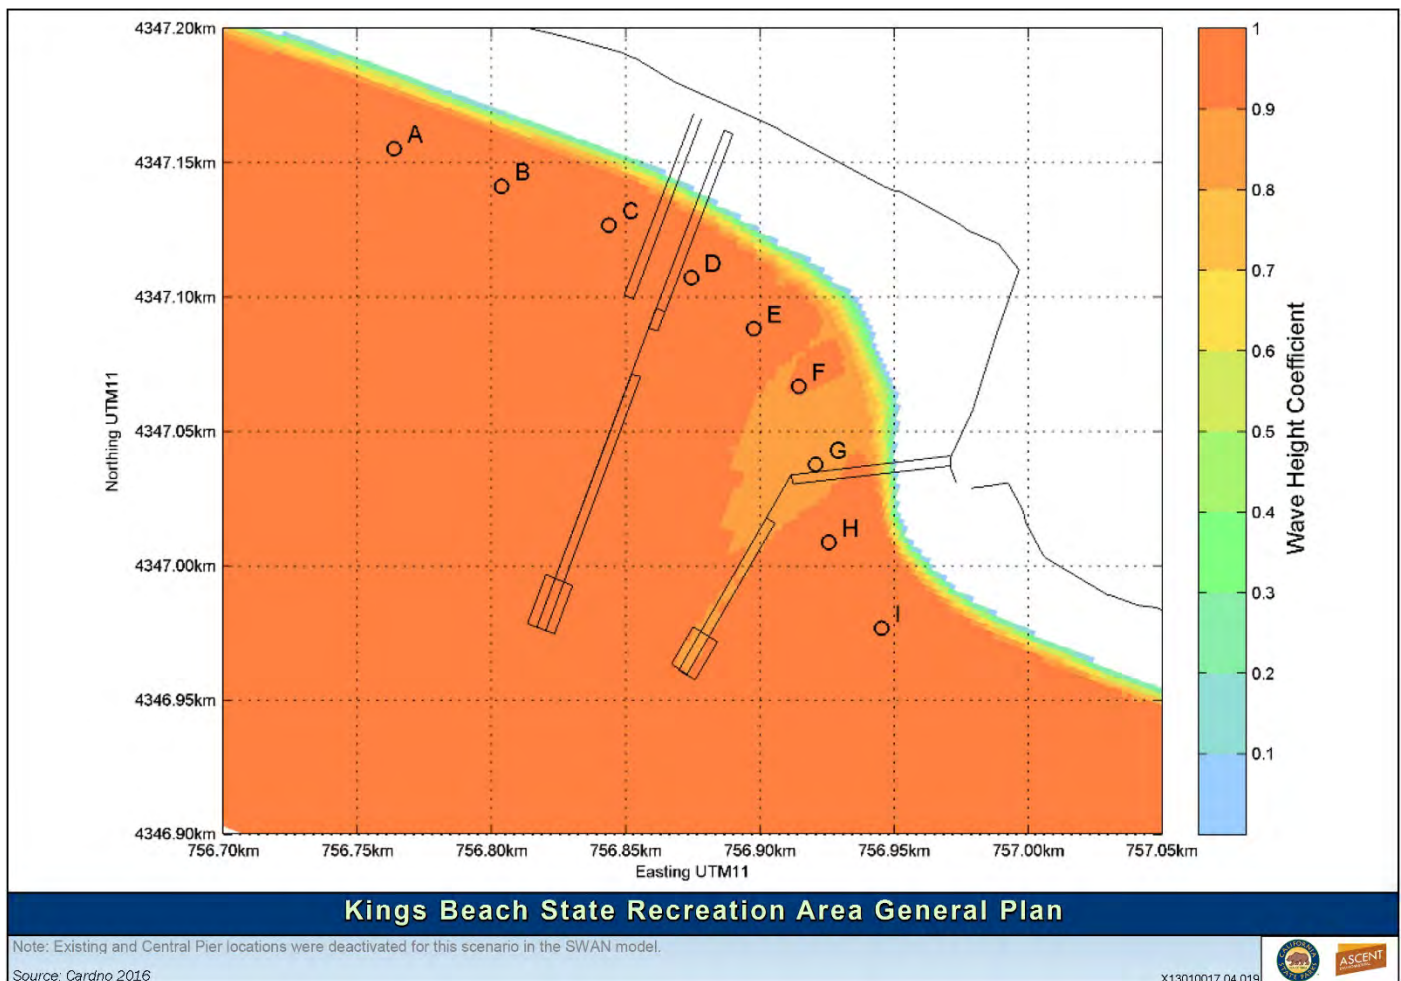 4347.20km
4347.15km
4347.10km
4347.05km
4347.00km
4346.95km
4346.90km
Northing UTM11
A
B
C
D
E
F
G
H
I
756.70km
756.75km
756.80km
756.85km
756.90km
756.95km
757.00km
757.05km
Easting UTM11
1
0.9
0.8
0.7
0.6
0.5
0.4
0.3
0.2
0.1
Wave Height Coefficient
Kings Beach State Recreation Area General Plan
Note: Existing and Central Pier locations were deactivated for this scenario in the SWAN model.
Source: Cardno 2016
X13010017 04 019
CALIFORNIA
STATE PARKS
ASCENT